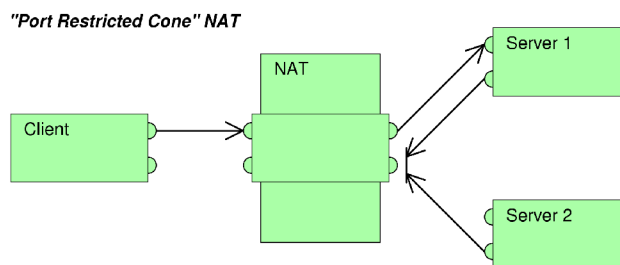 "Port Restricted Cone" NAT
Server 1
NAT
Client
Server 2